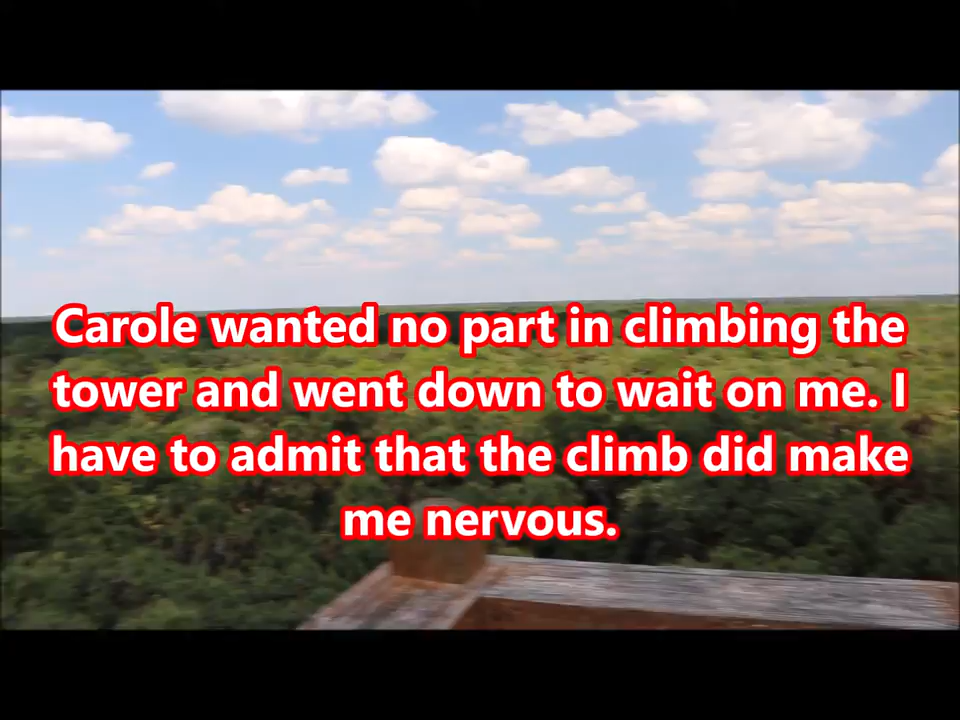 Carole wanted no part in climbing the
tower and went down to wait on me. I
have to admit that the climb did make
me nervous.